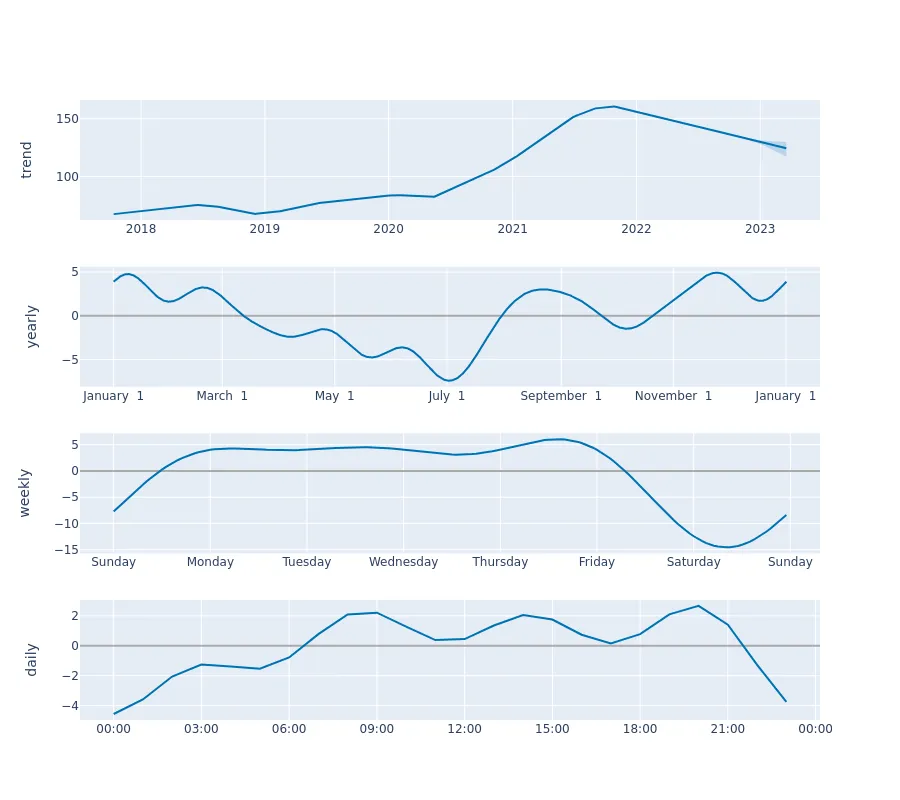 trend
150
100
2018 2019 2020 2021 2022 2023
yearly
5
0
−5
January 1 March 1 May 1 July 1 September 1 November 1 January 1
weekly
5
0
−5
−10
−15
Sunday Monday Tuesday Wednesday Thursday Friday Saturday Sunday
daily
2
0
−2
−4
00:00 03:00 06:00 09:00 12:00 15:00 18:00 21:00 00:00